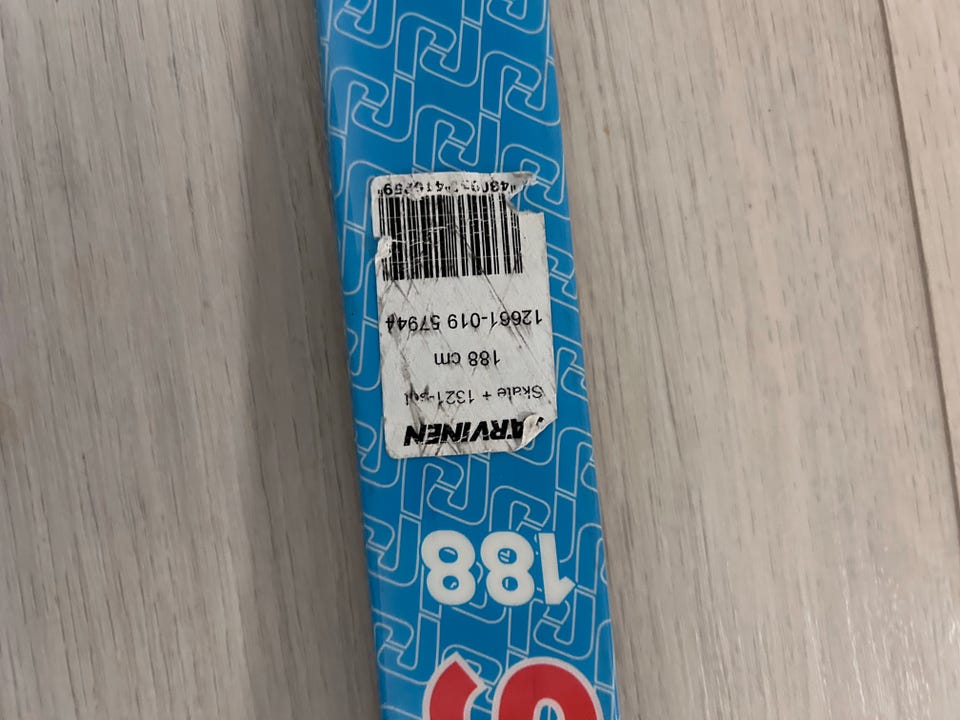 188
ARVINEN
Skate + 1321
188 cm
12661-019 57944